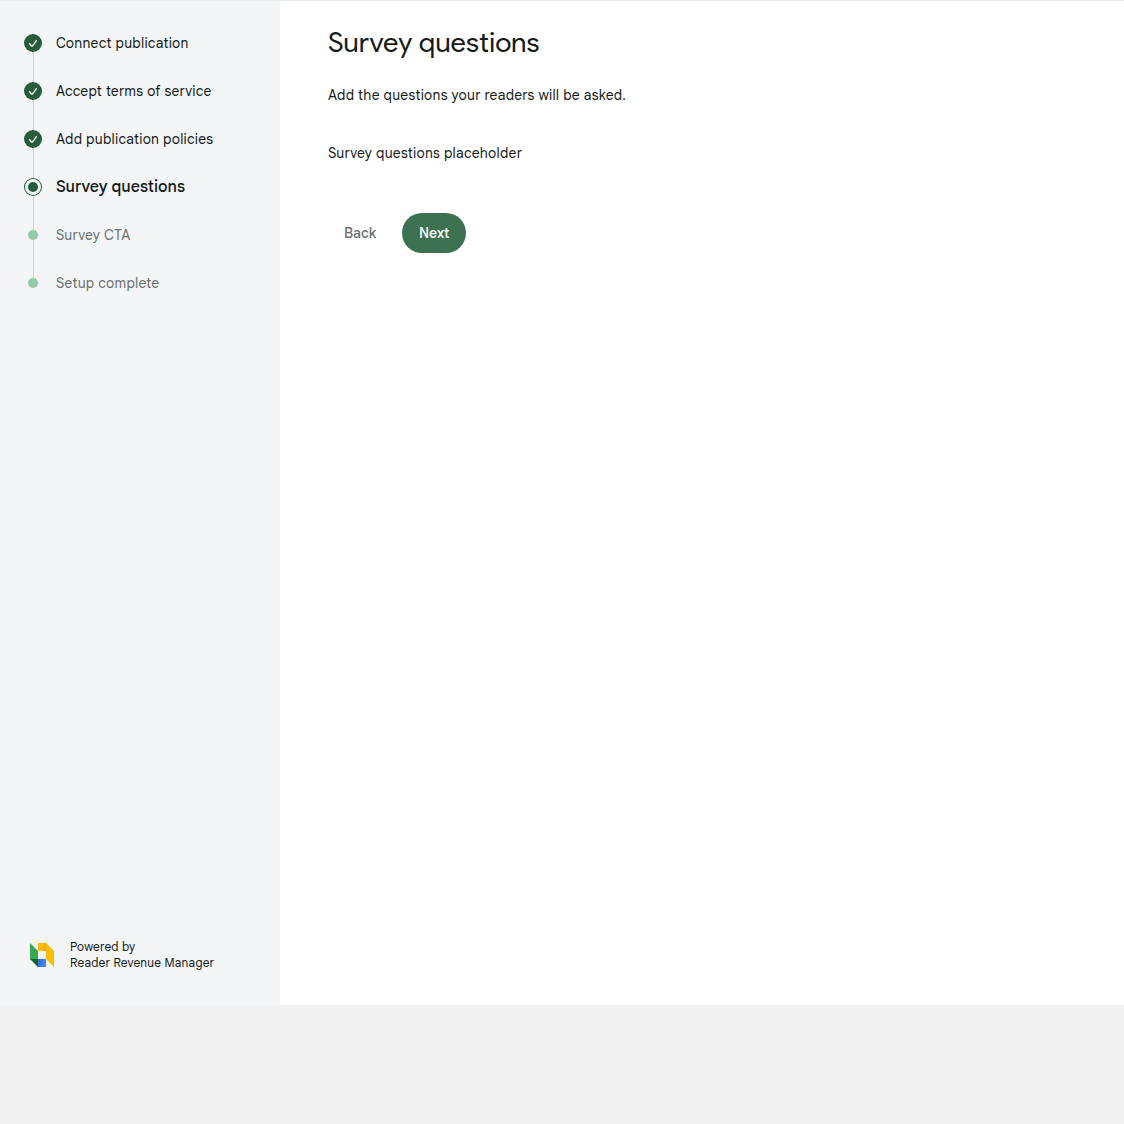 Connect publication
Accept terms of service
Add publication policies
Survey questions
Survey CTA
Setup complete
Powered by
Reader Revenue Manager
Survey questions
Add the questions your readers will be asked.
Survey questions placeholder
Back
Next